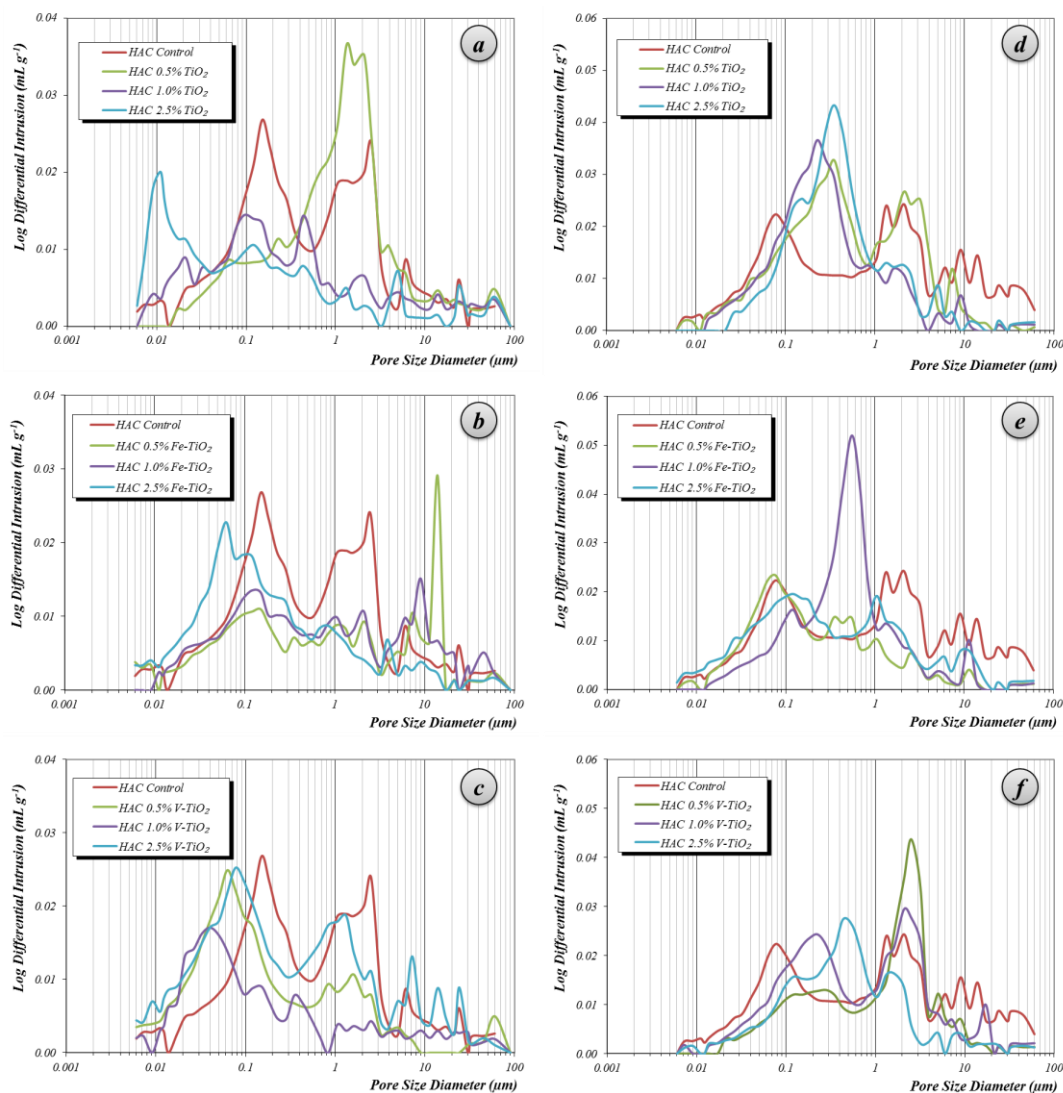 0.04
0.03
0.02
0.01
0.00
Log Differential Intrusion (mL g⁻¹)
HAC Control
HAC 0.5% TiO₂
HAC 1.0% TiO₂
HAC 2.5% TiO₂
a
0.001 0.01 0.1 1 10 100
Pore Size Diameter (µm)
0.06
0.05
0.04
0.03
0.02
0.01
0.00
Log Differential Intrusion (mL g⁻¹)
HAC Control
HAC 0.5% TiO₂
HAC 1.0% TiO₂
HAC 2.5% TiO₂
d
0.001 0.01 0.1 1 10 100
Pore Size Diameter (µm)
0.04
0.03
0.02
0.01
0.00
Log Differential Intrusion (mL g⁻¹)
HAC Control
HAC 0.5% Fe-TiO₂
HAC 1.0% Fe-TiO₂
HAC 2.5% Fe-TiO₂
b
0.001 0.01 0.1 1 10 100
Pore Size Diameter (µm)
0.06
0.05
0.04
0.03
0.02
0.01
0.00
Log Differential Intrusion (mL g⁻¹)
HAC Control
HAC 0.5% Fe-TiO₂
HAC 1.0% Fe-TiO₂
HAC 2.5% Fe-TiO₂
e
0.001 0.01 0.1 1 10 100
Pore Size Diameter (µm)
0.04
0.03
0.02
0.01
0.00
Log Differential Intrusion (mL g⁻¹)
HAC Control
HAC 0.5% V-TiO₂
HAC 1.0% V-TiO₂
HAC 2.5% V-TiO₂
c
0.001 0.01 0.1 1 10 100
Pore Size Diameter (µm)
0.06
0.05
0.04
0.03
0.02
0.01
0.00
Log Differential Intrusion (mL g⁻¹)
HAC Control
HAC 0.5% V-TiO₂
HAC 1.0% V-TiO₂
HAC 2.5% V-TiO₂
f
0.001 0.01 0.1 1 10 100
Pore Size Diameter (µm)